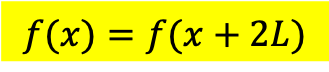 f(x) = f(x + 2L)